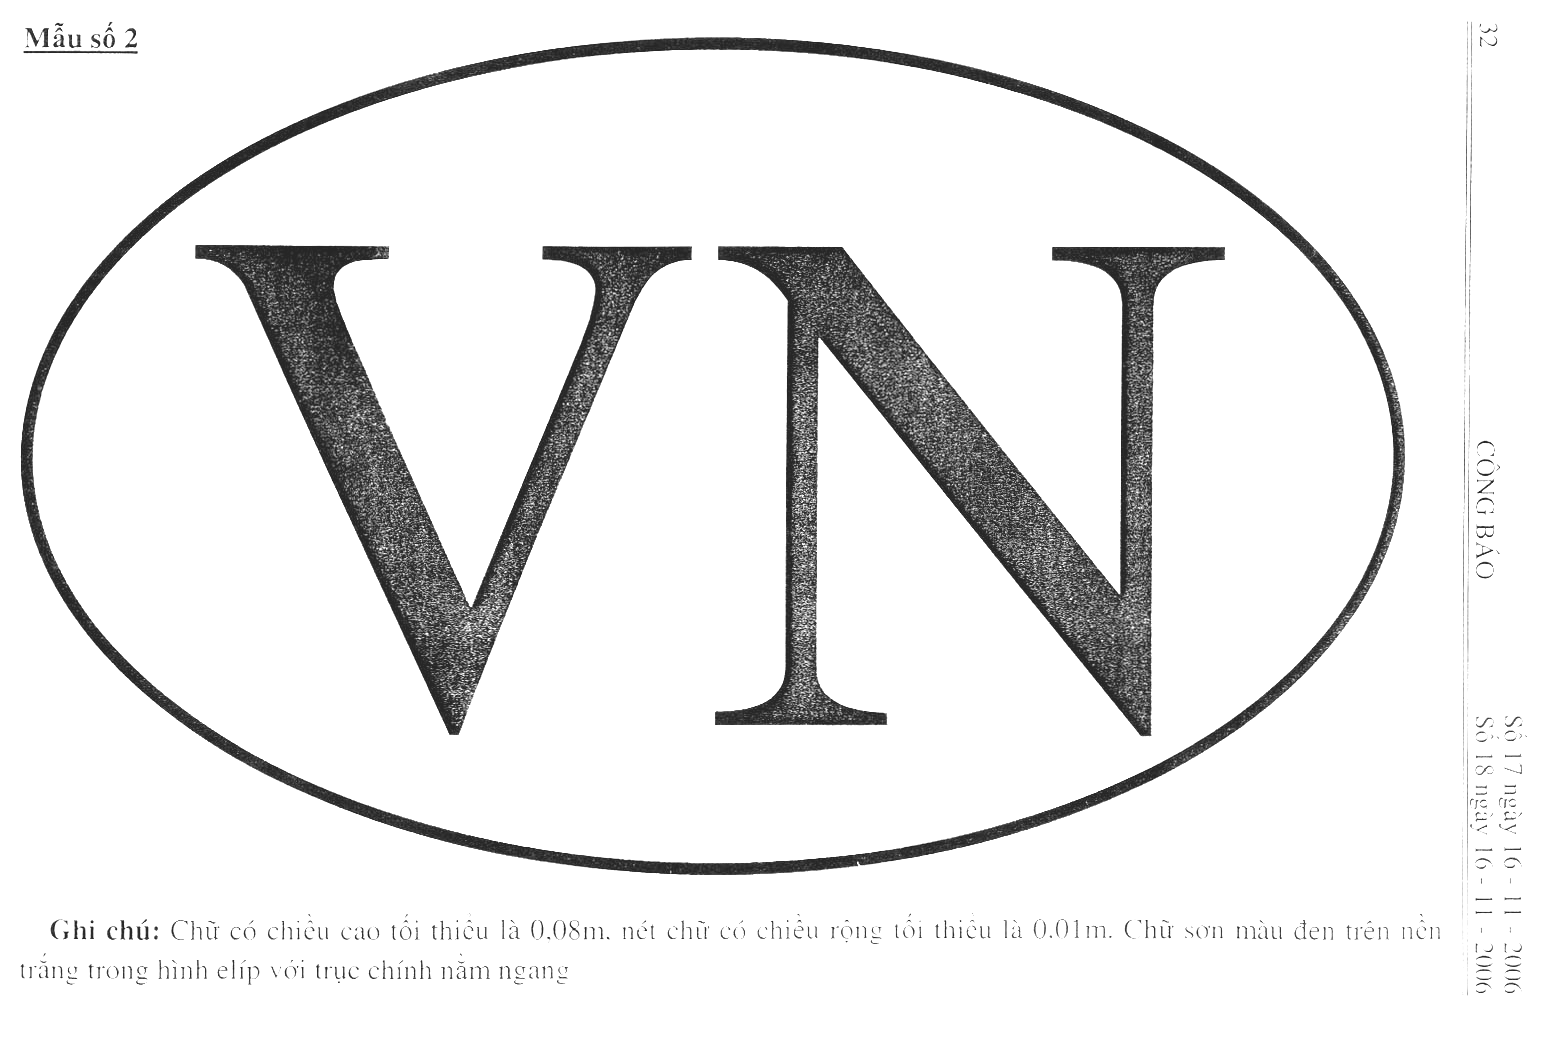 Mẫu số 2
VN
Ghi chú: Chữ có chiều cao tối thiểu là 0,08m, nét chữ có chiều rộng tối thiểu là 0,01m. Chữ sơn màu đen trên nền
trắng trong hình elíp với trục chính nằm ngang
32
CÔNG BÁO
Số 17 ngày 16 - 11 - 2006
Số 18 ngày 16 - 11 - 2006